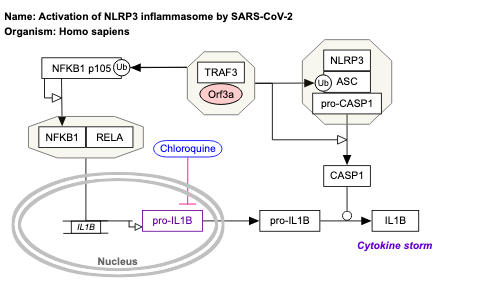 Name: Activation of NLRP3 inflammasome by SARS-CoV-2
Organism: Homo sapiens
NFKB1 p105
Ub
TRAF3
Orf3a
NLRP3
Ub
ASC
pro-CASP1
NFKB1
RELA
Chloroquine
CASP1
IL1B
pro-IL1B
pro-IL1B
IL1B
Cytokine storm
Nucleus